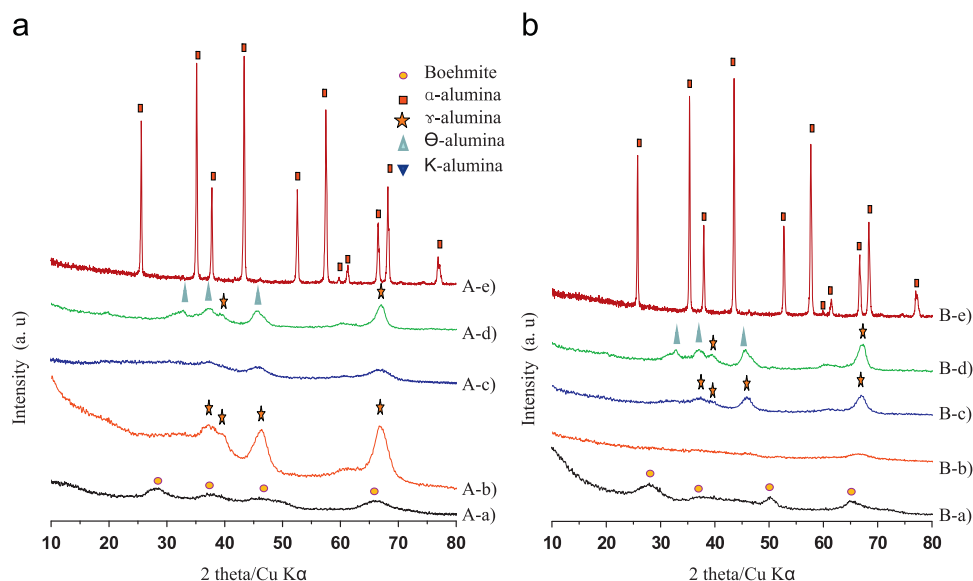 a
b
Boehmite
α-alumina
ɤ-alumina
Ө-alumina
K-alumina
A-e)
A-d)
A-c)
A-b)
A-a)
B-e)
B-d)
B-c)
B-b)
B-a)
Intensity (a. u)
Intensity (a. u)
10 20 30 40 50 60 70 80
10 20 30 40 50 60 70 80
2 theta/Cu Kα
2 theta/Cu Kα